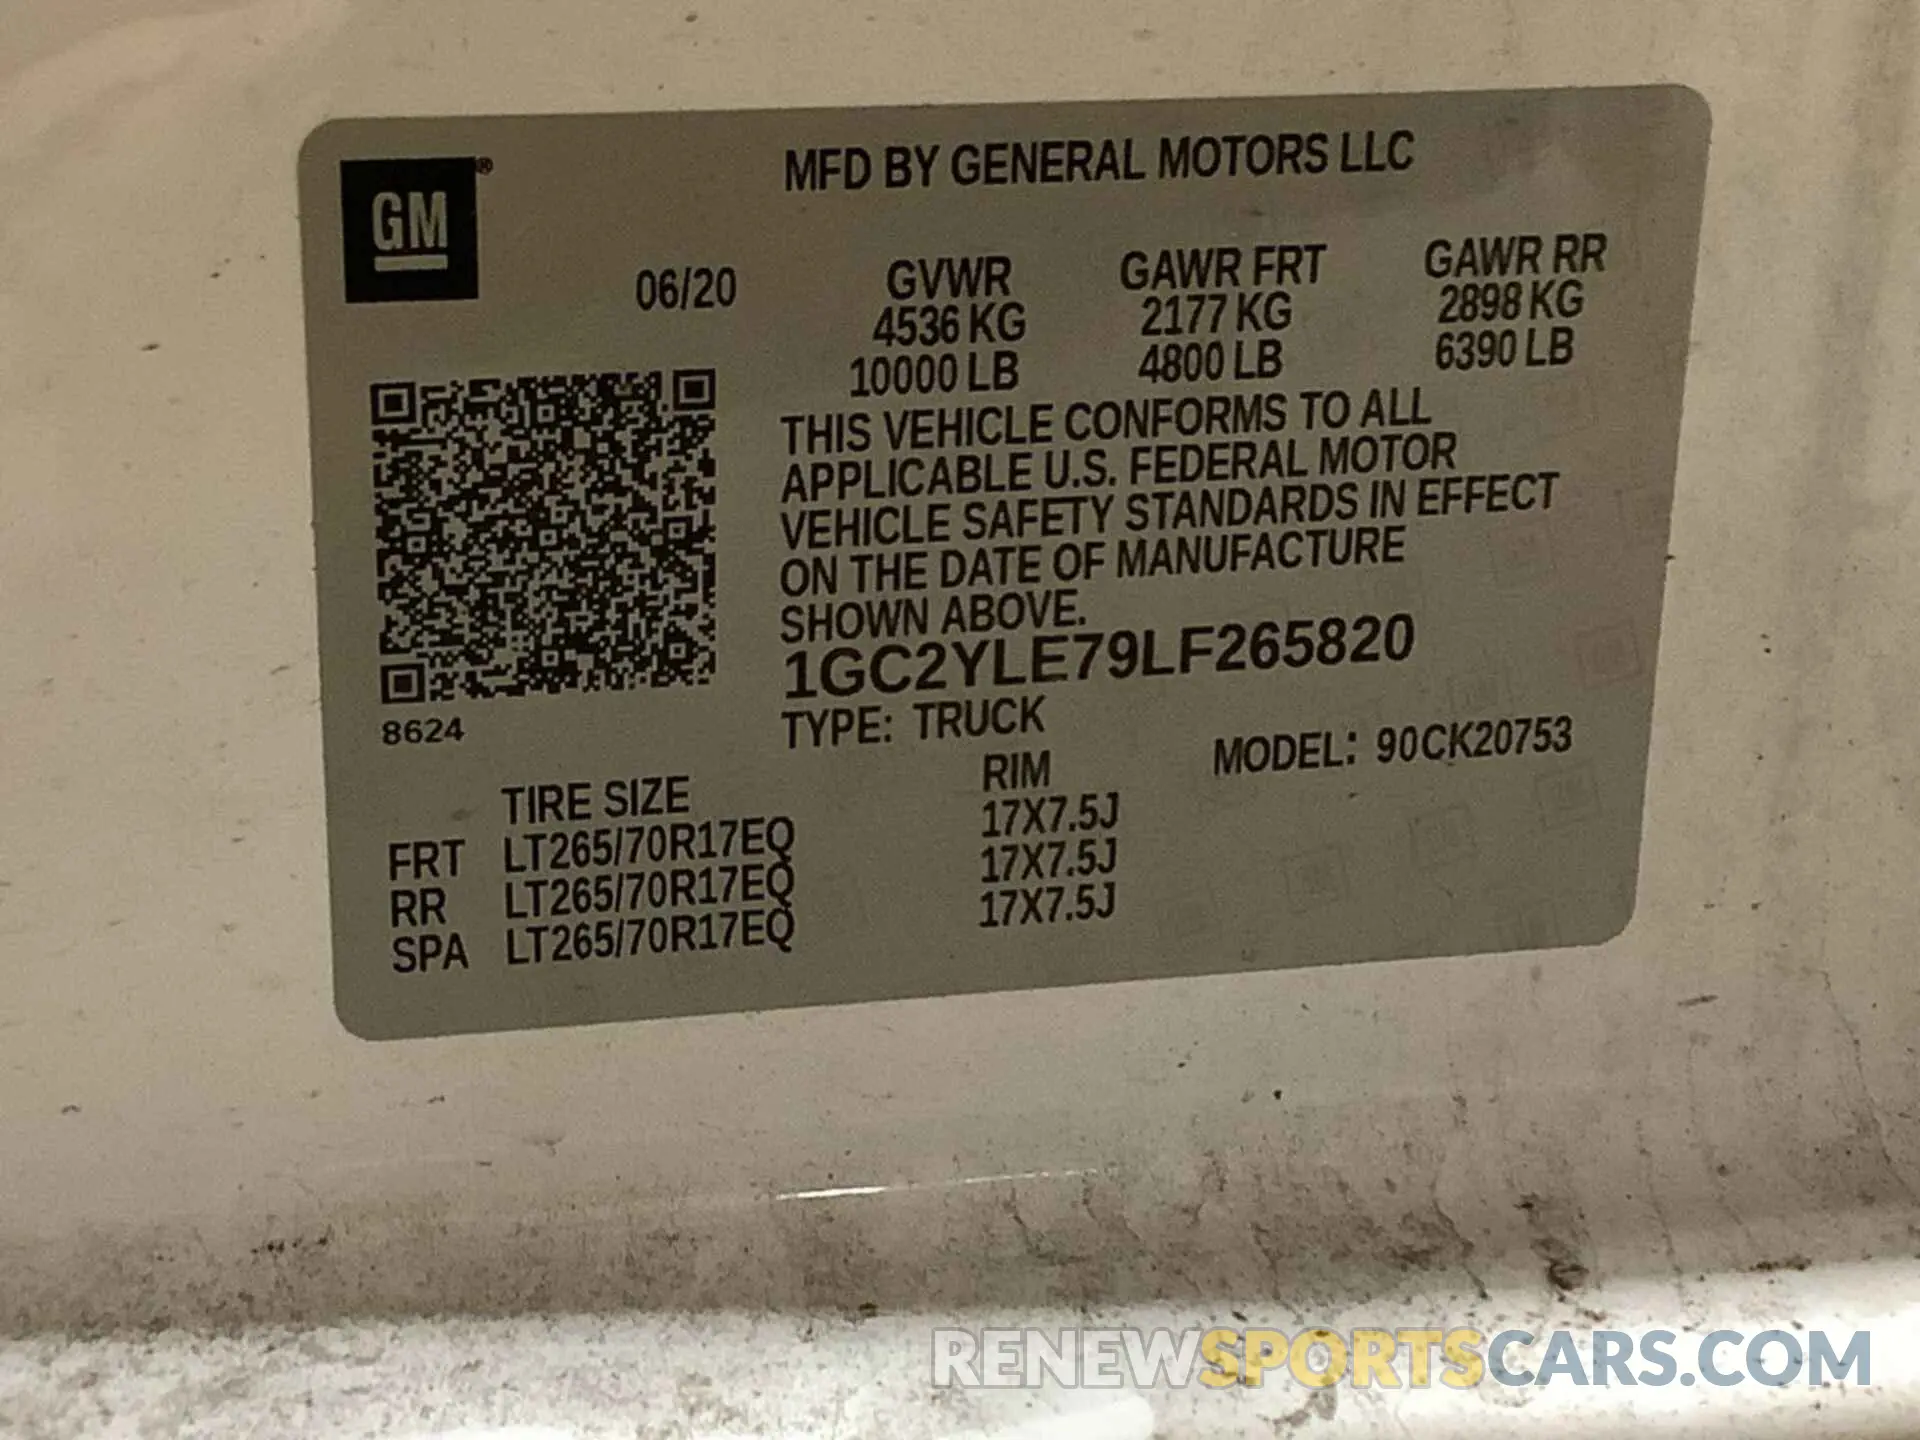 MFD BY GENERAL MOTORS LLC
GM®
06/20
GVWR GAWR FRT GAWR RR
4536 KG 2177 KG 2898 KG
10000 LB 4800 LB 6390 LB
THIS VEHICLE CONFORMS TO ALL
APPLICABLE U.S. FEDERAL MOTOR
VEHICLE SAFETY STANDARDS IN EFFECT
ON THE DATE OF MANUFACTURE
SHOWN ABOVE.
1GC2YLE79LF265820
8624
TYPE: TRUCK
MODEL: 90CK20753
TIRE SIZE RIM
FRT LT265/70R17EQ 17X7.5J
RR LT265/70R17EQ 17X7.5J
SPA LT265/70R17EQ 17X7.5J
RENEWSPORTSCARS.COM